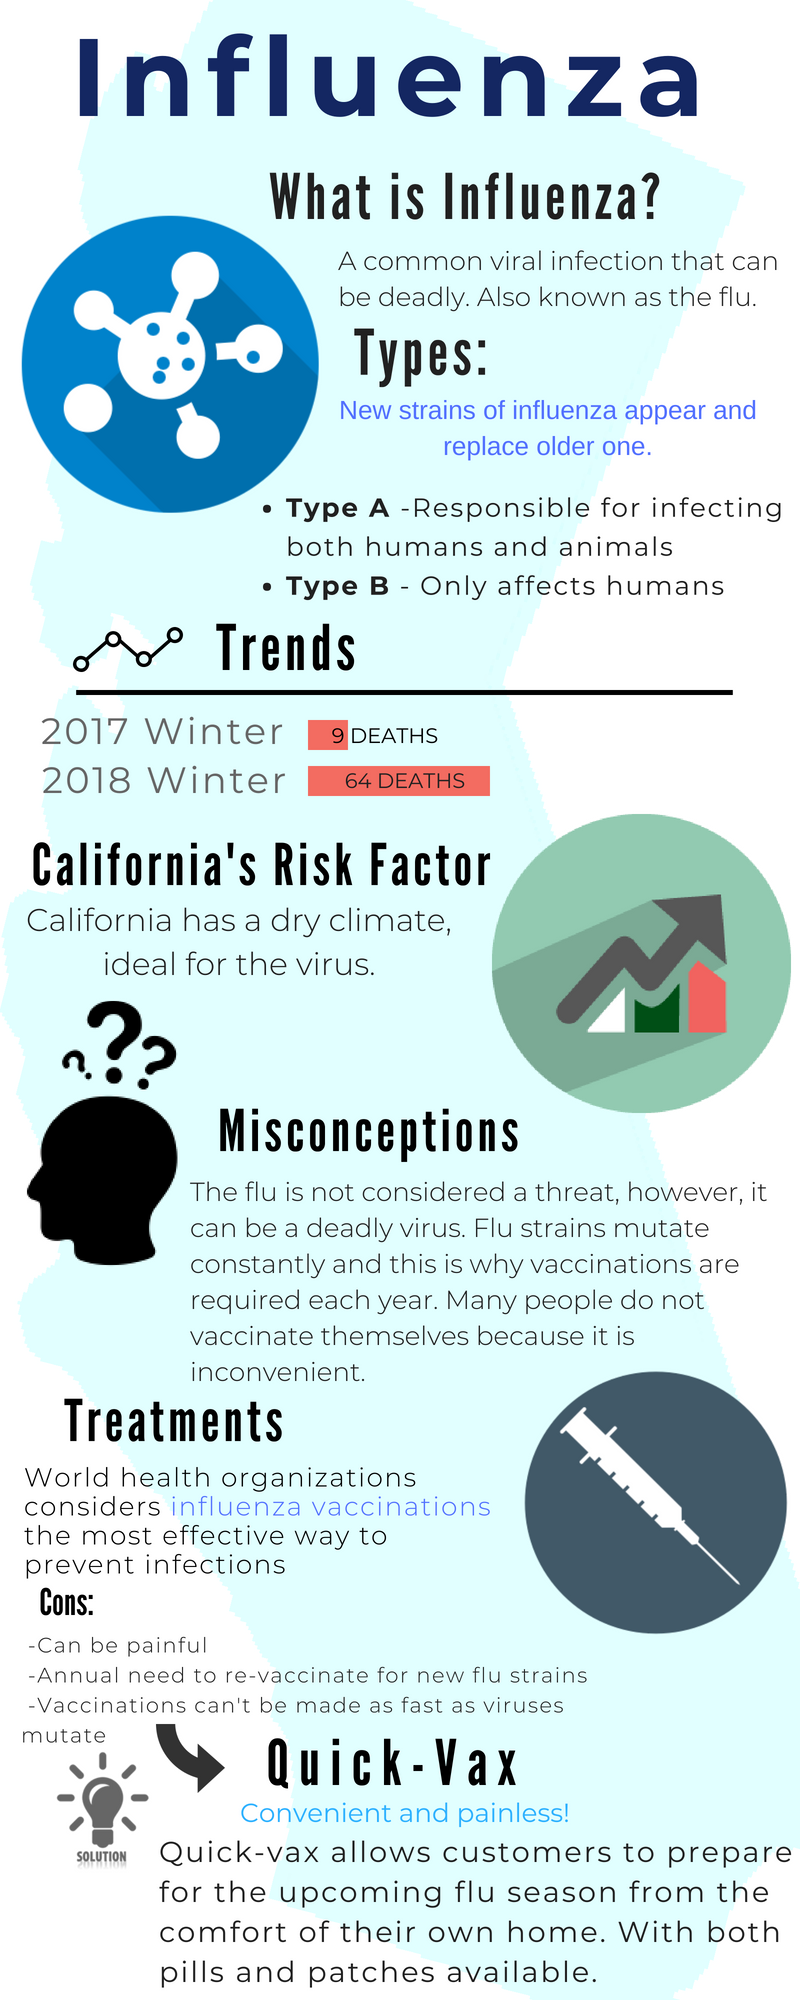 Influenza
What is Influenza?
A common viral infection that can
be deadly. Also known as the flu.
Types:
New strains of influenza appear and
replace older one.
• Type A -Responsible for infecting
both humans and animals
• Type B - Only affects humans
Trends
2017 Winter 9 DEATHS
2018 Winter 64 DEATHS
California's Risk Factor
California has a dry climate,
ideal for the virus.
???
Misconceptions
The flu is not considered a threat, however, it
can be a deadly virus. Flu strains mutate
constantly and this is why vaccinations are
required each year. Many people do not
vaccinate themselves because it is
inconvenient.
Treatments
World health organizations
considers influenza vaccinations
the most effective way to
prevent infections
Cons:
-Can be painful
-Annual need to re-vaccinate for new flu strains
-Vaccinations can't be made as fast as viruses
mutate
Quick-Vax
Convenient and painless!
SOLUTION
Quick-vax allows customers to prepare
for the upcoming flu season from the
comfort of their own home. With both
pills and patches available.